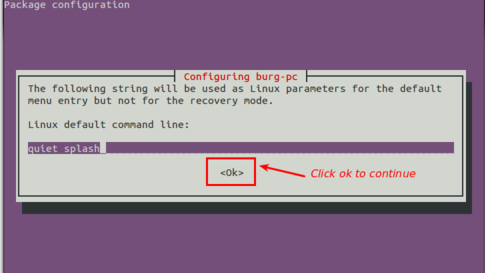 Package configuration
Configuring burg-pc
The following string will be used as Linux parameters for the default
menu entry but not for the recovery mode.
Linux default command line:
quiet splash
<Ok>
Click ok to continue